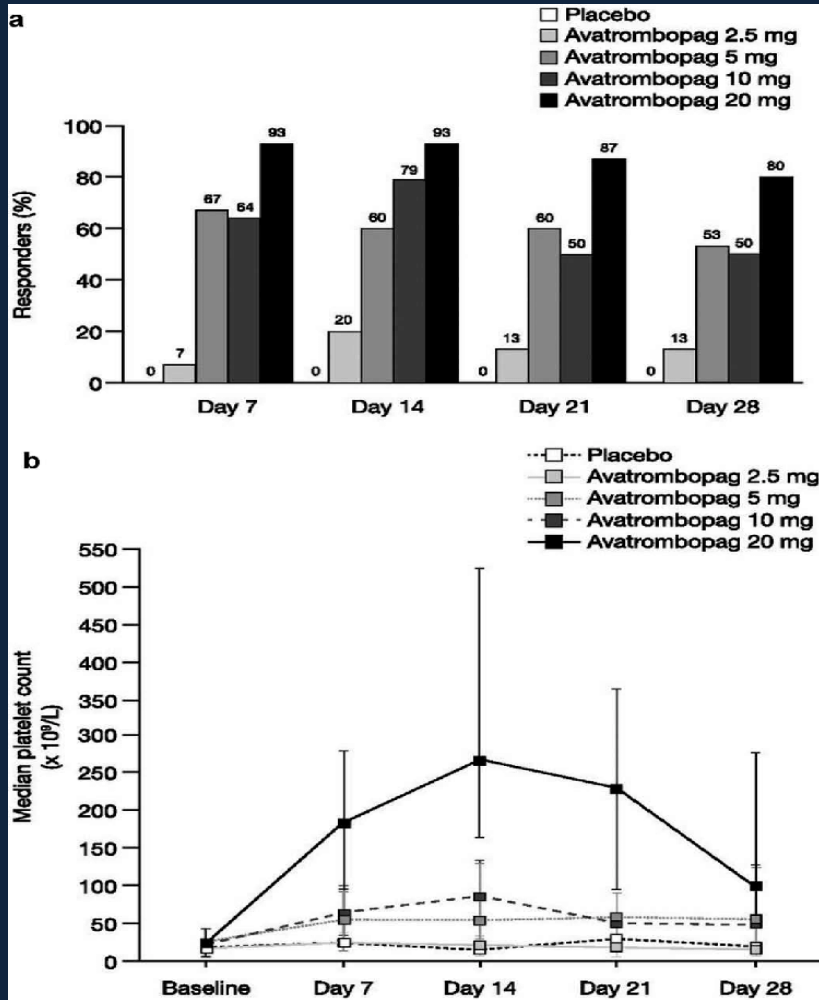 a
Placebo
Avatrombopag 2.5 mg
Avatrombopag 5 mg
Avatrombopag 10 mg
Avatrombopag 20 mg
Responders (%)
100
80
60
40
20
0
0 7 67 64 93
0 20 60 79 93
0 13 60 50 87
0 13 53 50 80
Day 7 Day 14 Day 21 Day 28
b
Placebo
Avatrombopag 2.5 mg
Avatrombopag 5 mg
Avatrombopag 10 mg
Avatrombopag 20 mg
Median platelet count
(x 10⁹/L)
550
500
450
400
350
300
250
200
150
100
50
0
Baseline Day 7 Day 14 Day 21 Day 28